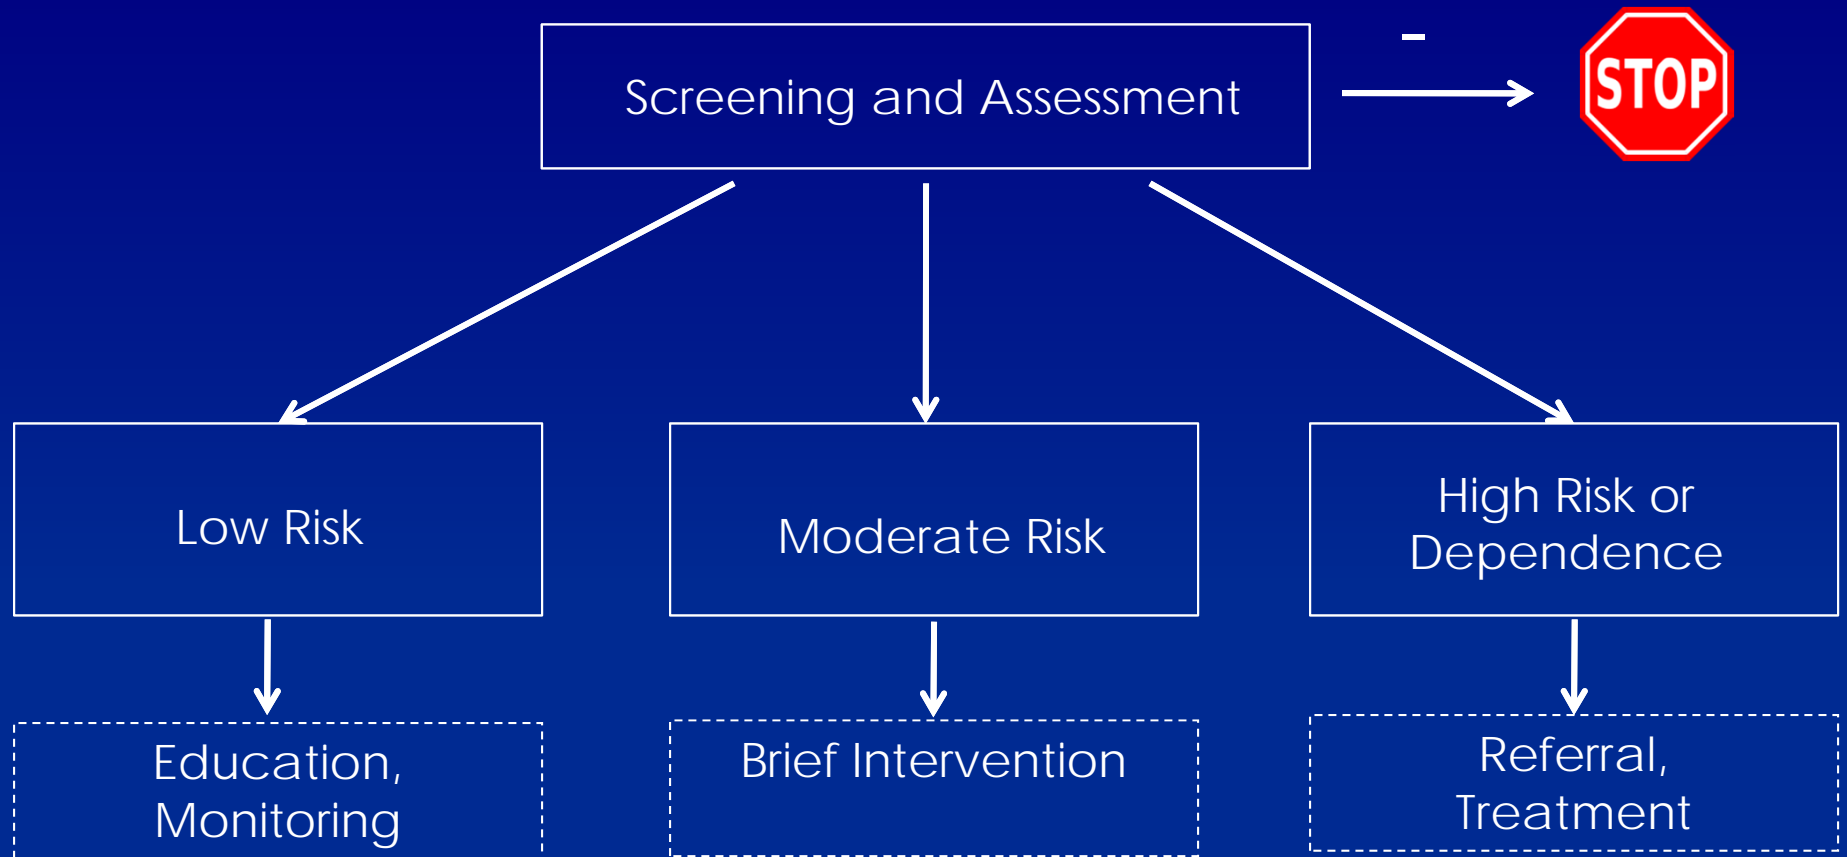 Screening and Assessment
-
STOP
Low Risk
Moderate Risk
High Risk or
Dependence
Education,
Monitoring
Brief Intervention
Referral,
Treatment